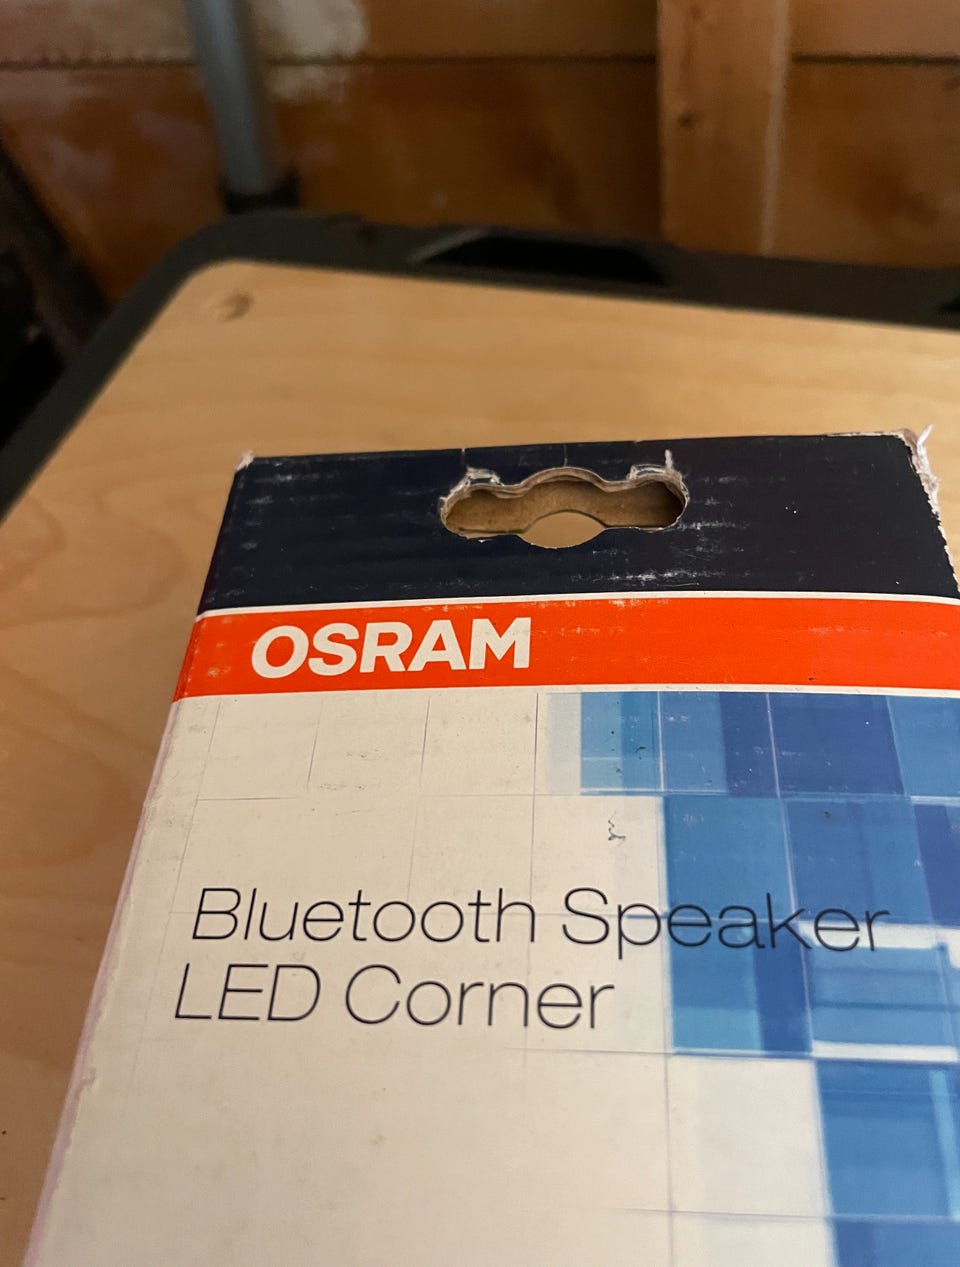 OSRAM
Bluetooth Speaker
LED Corner